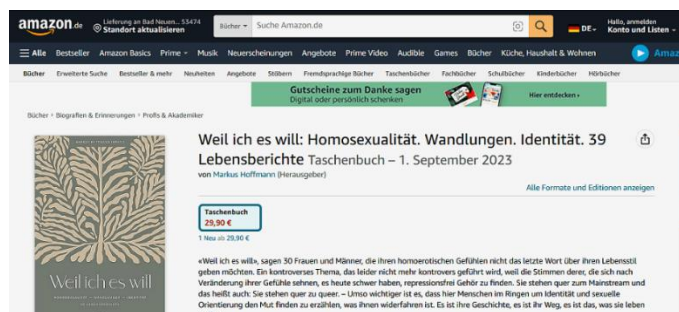 amazon.de
Lieferung an Bad Neuen... 53474
Standort aktualisieren
Bücher
Suche Amazon.de
DE
Hallo, anmelden
Konto und Listen
Alle Bestseller Amazon Basics Prime Musik Neuerscheinungen Angebote Prime Video Audible Games Bücher Küche, Haushalt & Wohnen Amaz
Bücher Erweiterte Suche Bestseller & mehr Neuheiten Angebote Stöbern Fremdsprachige Bücher Taschenbücher Fachbücher Schulbücher Kinderbücher Hörbücher
Gutscheine zum Danke sagen
Digital oder persönlich schenken
Hier entdecken ›
Bücher › Biografien & Erinnerungen › Profis & Akademiker
Weil ich es will: Homosexualität. Wandlungen. Identität. 39
Lebensberichte Taschenbuch – 1. September 2023
von Markus Hoffmann (Herausgeber)
Alle Formate und Editionen anzeigen
Taschenbuch
29,90 €
1 Neu ab 29,90 €
«Weil ich es will», sagen 30 Frauen und Männer, die ihren homoerotischen Gefühlen nicht das letzte Wort über ihren Lebensstil
geben möchten. Ein kontroverses Thema, das leider nicht mehr kontrovers geführt wird, weil die Stimmen derer, die sich nach
Veränderung ihrer Gefühle sehnen, es heute schwer haben, repressionsfrei Gehör zu finden. Sie stehen quer zum Mainstream und
das heißt auch: Sie stehen quer zu queer. – Umso wichtiger ist es, dass hier Menschen im Ringen um Identität und sexuelle
Orientierung den Mut finden zu erzählen, was ihnen widerfahren ist. Es ist ihre Geschichte, es ist ihr Weg, es ist das, was sie leben
Weil ich es will